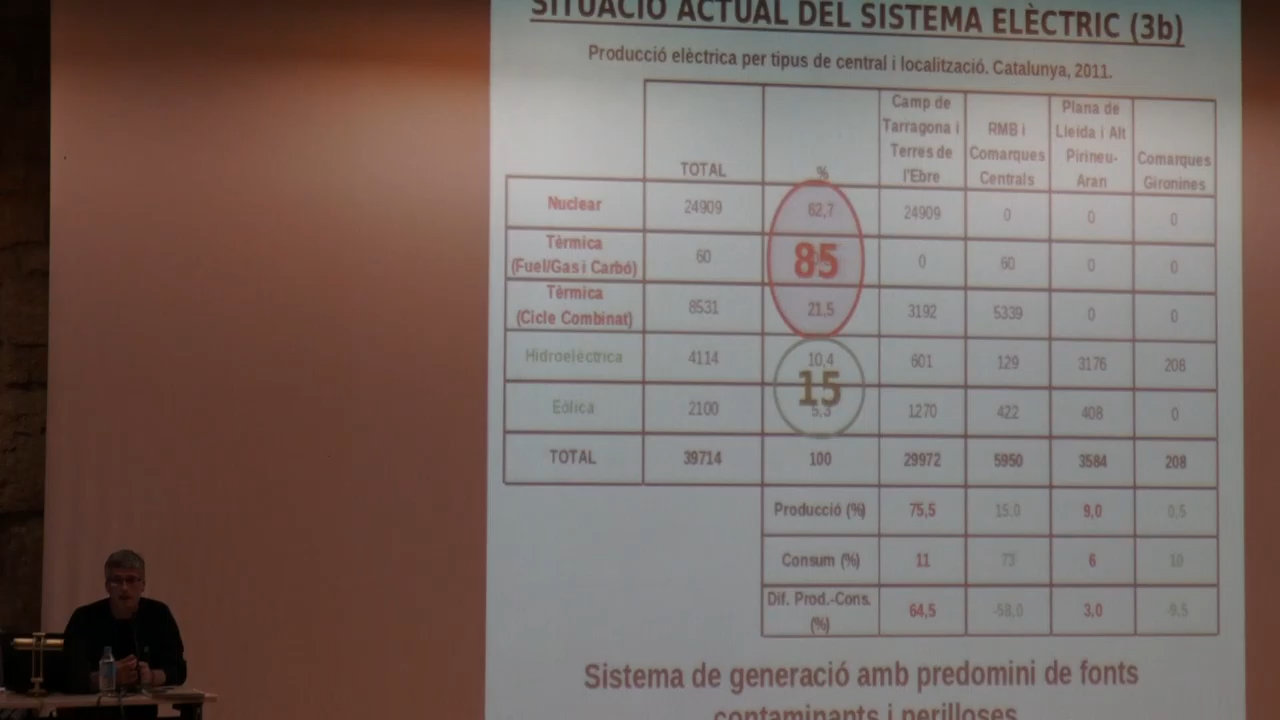 SITUACIÓ ACTUAL DEL SISTEMA ELÈCTRIC (3b)
Producció elèctrica per tipus de central i localització. Catalunya, 2011.
TOTAL % Camp de Tarragona i Terres de l'Ebre RMB i Comarques Centrals Plana de Lleida i Alt Pirineu-Aran Comarques Gironines
Nuclear 24909 62,7 24909 0 0 0
Tèrmica (Fuel/Gas i Carbó) 60 0 60 0 0
85
Tèrmica (Cicle Combinat) 8531 21,5 3192 5339 0 0
Hidroelèctrica 4114 10,4 601 129 3176 208
15
Eòlica 2100 5,3 1270 422 408 0
TOTAL 39714 100 29972 5950 3584 208
Producció (%) 75,5 15,0 9,0 0,5
Consum (%) 11 73 6 10
Dif. Prod.-Cons. (%) 64,5 -58,0 3,0 -9,5
Sistema de generació amb predomini de fonts
contaminants i perilloses